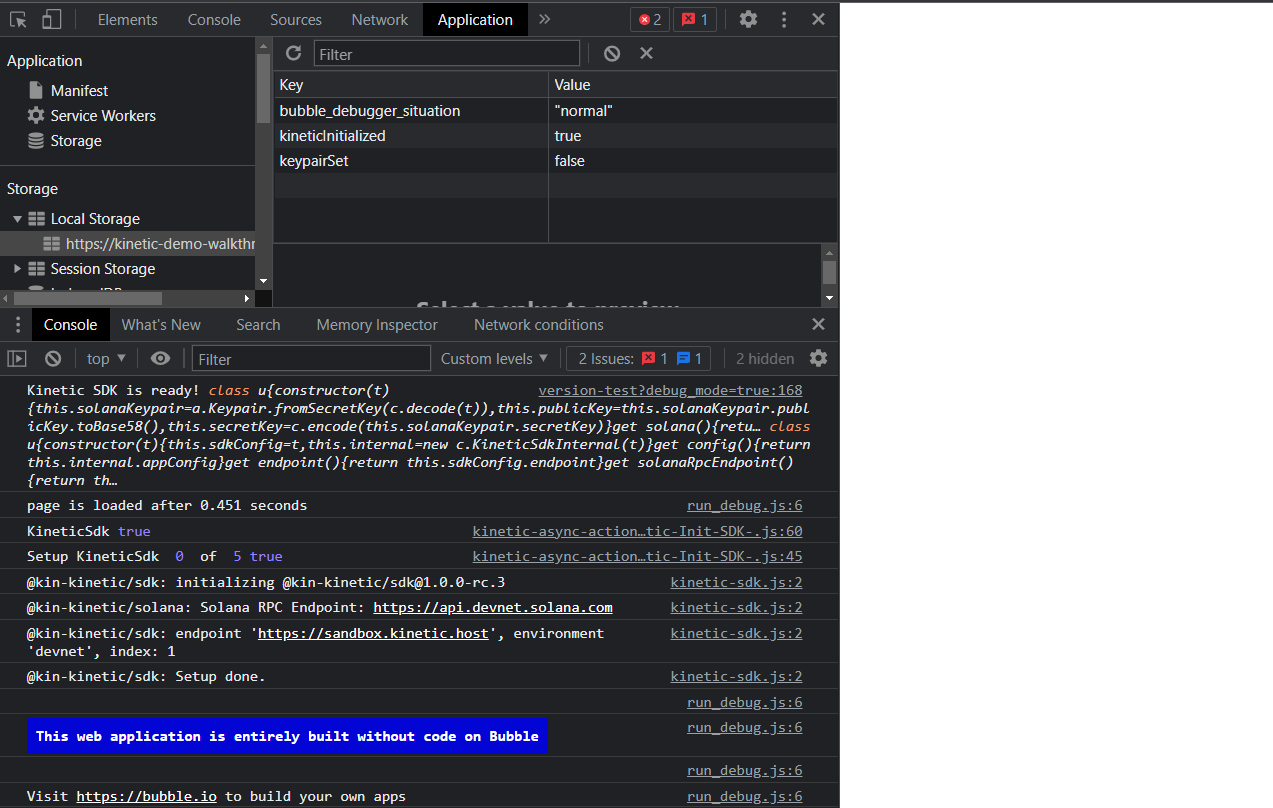 Elements Console Sources Network Application » 2 1
Application
Manifest
Service Workers
Storage
Storage
Local Storage
https://kinetic-demo-walkthr
Session Storage
Filter
Key Value
bubble_debugger_situation "normal"
kineticInitialized true
keypairSet false
Select a value to preview
Console What's New Search Memory Inspector Network conditions
top Filter Custom levels 2 Issues: 1 1 2 hidden
Kinetic SDK is ready! class u{constructor(t) version-test?debug_mode=true:168
{this.solanaKeypair=a.Keypair.fromSecretKey(c.decode(t)),this.publicKey=this.solanaKeypair.publ
icKey.toBase58(),this.secretKey=c.encode(this.solanaKeypair.secretKey)}get solana(){retu… class
u{constructor(t){this.sdkConfig=t,this.internal=new c.KineticSdkInternal(t)}get config(){return
this.internal.appConfig}get endpoint(){return this.sdkConfig.endpoint}get solanaRpcEndpoint()
{return th…
page is loaded after 0.451 seconds run_debug.js:6
KineticSdk true kinetic-async-action…tic-Init-SDK-.js:60
Setup KineticSdk 0 of 5 true kinetic-async-action…tic-Init-SDK-.js:45
@kin-kinetic/sdk: initializing @kin-kinetic/sdk@1.0.0-rc.3 kinetic-sdk.js:2
@kin-kinetic/solana: Solana RPC Endpoint: https://api.devnet.solana.com kinetic-sdk.js:2
@kin-kinetic/sdk: endpoint 'https://sandbox.kinetic.host', environment kinetic-sdk.js:2
'devnet', index: 1
@kin-kinetic/sdk: Setup done. kinetic-sdk.js:2
run_debug.js:6
This web application is entirely built without code on Bubble run_debug.js:6
run_debug.js:6
Visit https://bubble.io to build your own apps run_debug.js:6